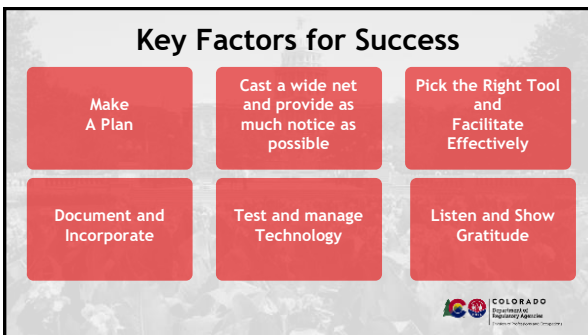 Key Factors for Success
Make
A Plan
Cast a wide net
and provide as
much notice as
possible
Pick the Right Tool
and
Facilitate
Effectively
Document and
Incorporate
Test and manage
Technology
Listen and Show
Gratitude
COLORADO
Department of
Regulatory Agencies